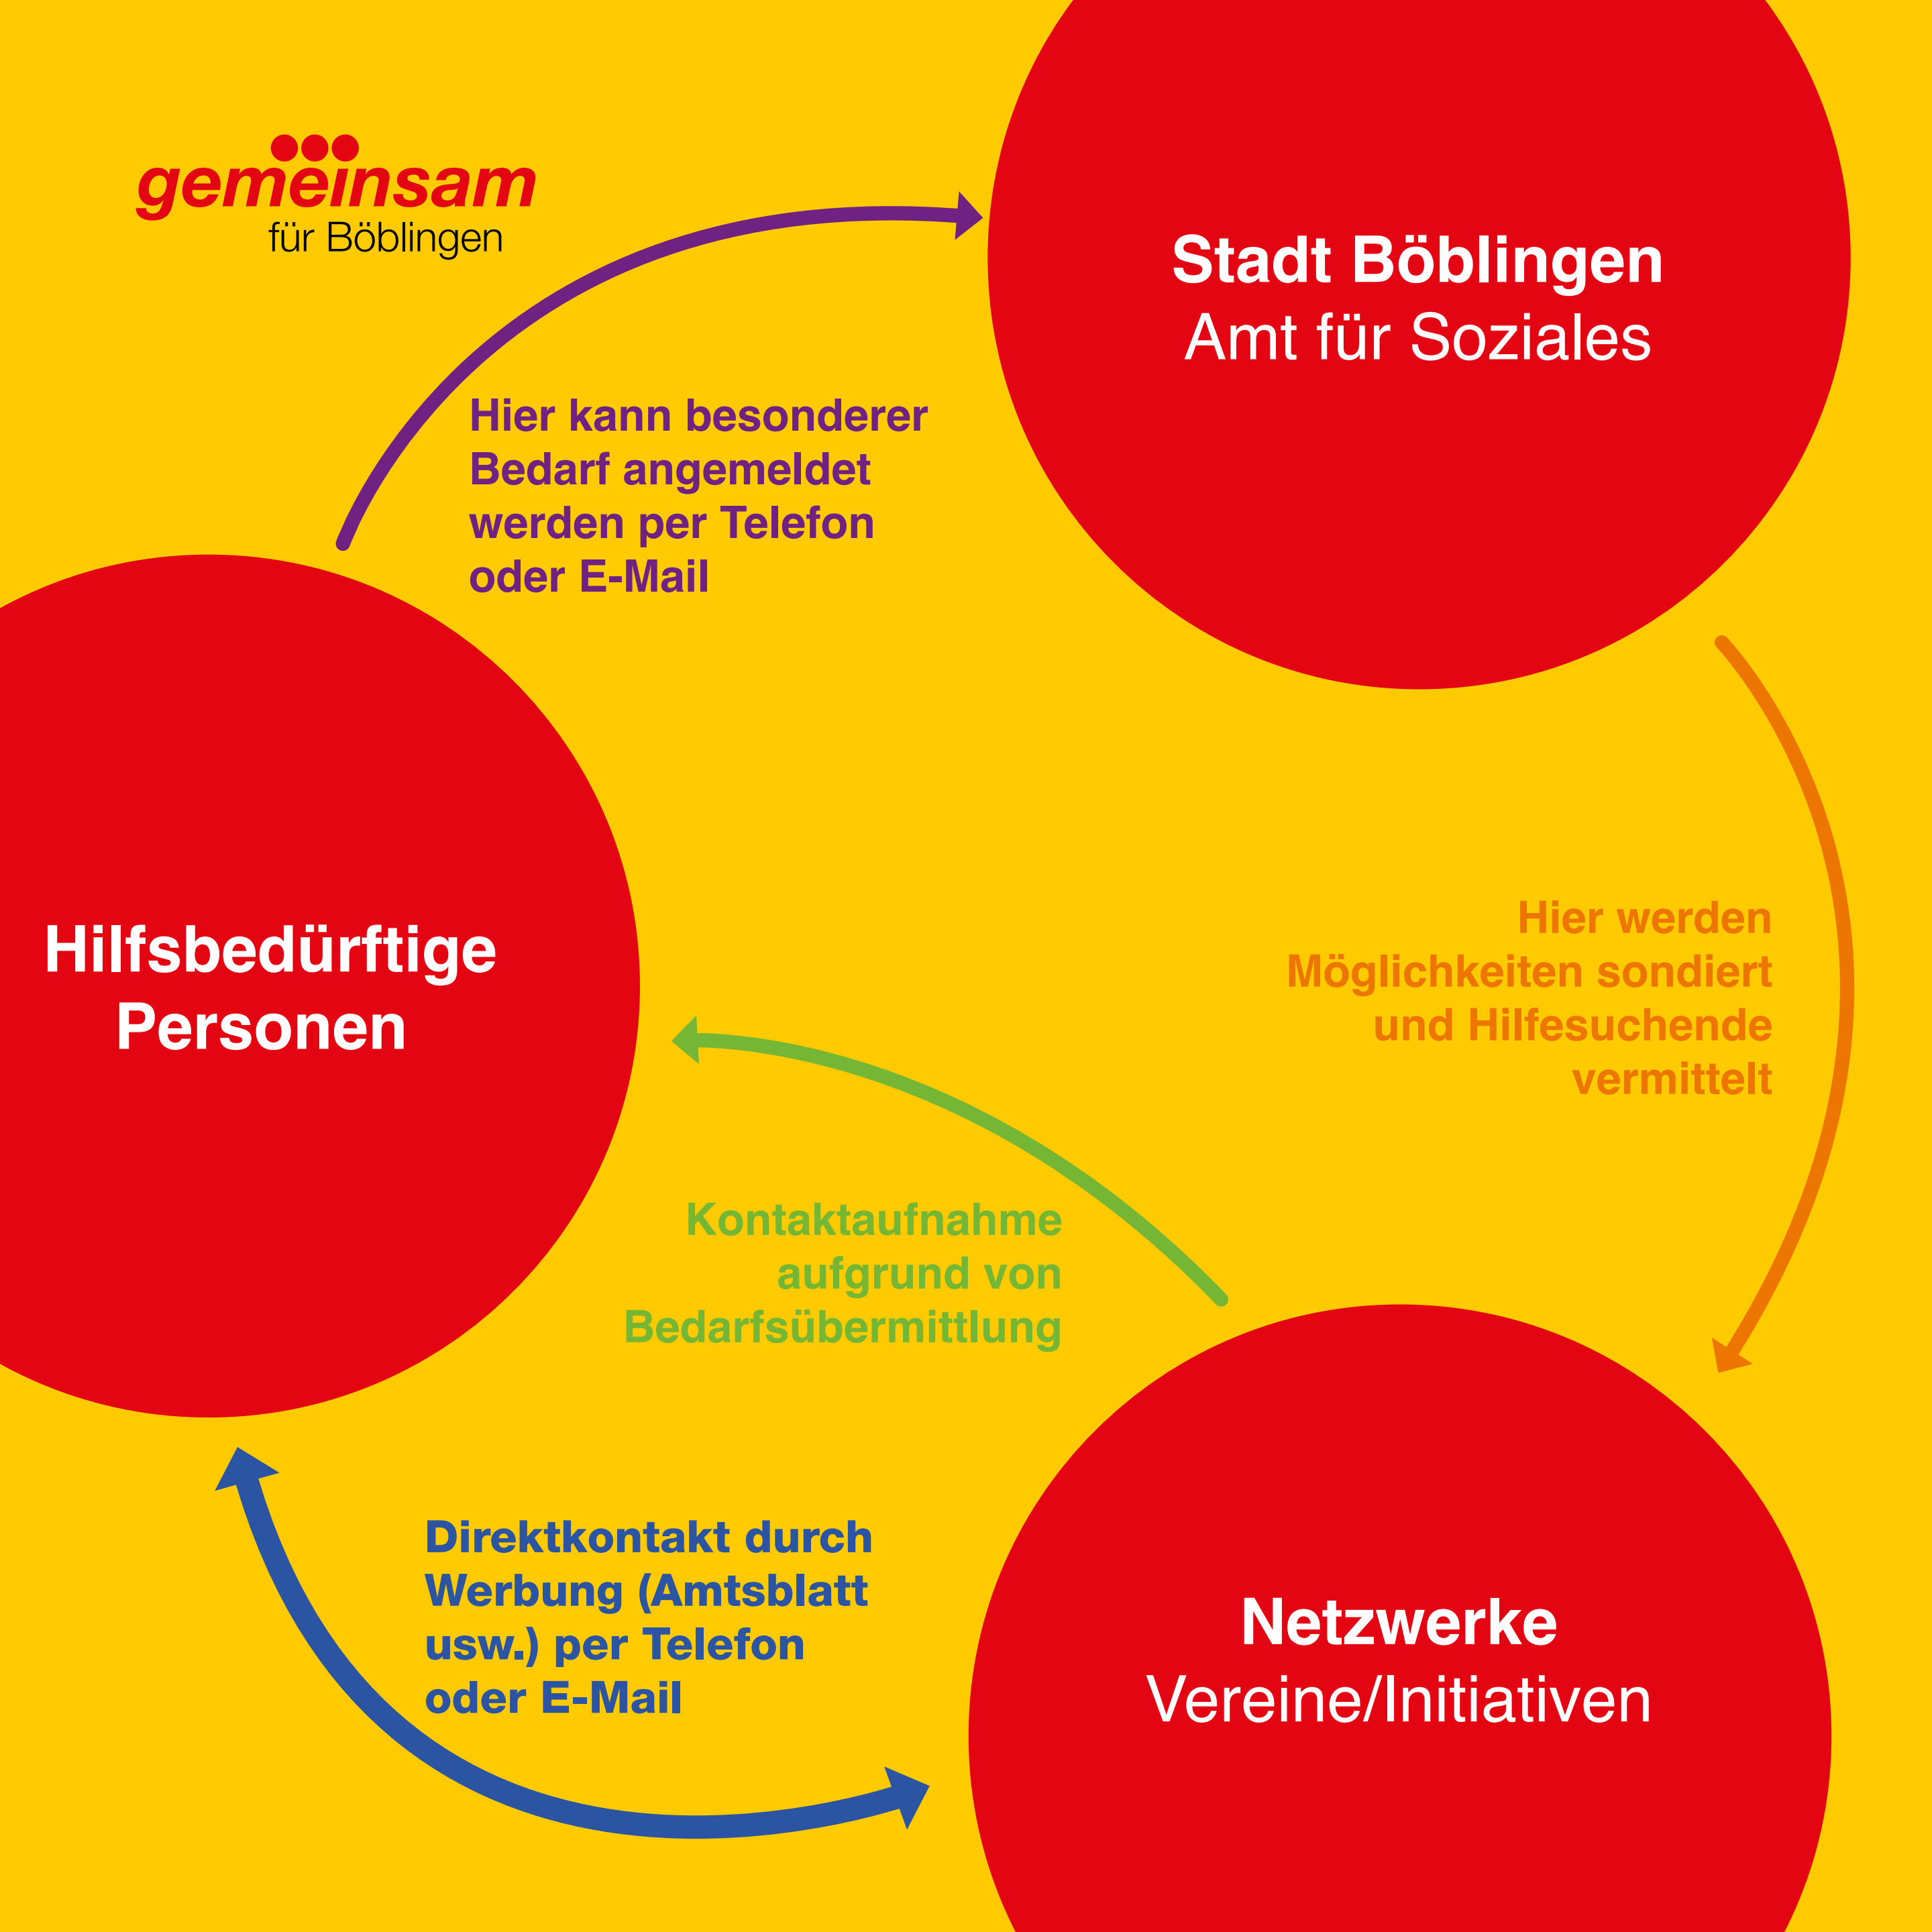 gemeinsam
für Böblingen
Stadt Böblingen
Amt für Soziales
Hier kann besonderer
Bedarf angemeldet
werden per Telefon
oder E-Mail
Hilfsbedürftige
Personen
Hier werden
Möglichkeiten sondiert
und Hilfesuchende
vermittelt
Kontaktaufnahme
aufgrund von
Bedarfsübermittlung
Direktkontakt durch
Werbung (Amtsblatt
usw.) per Telefon
oder E-Mail
Netzwerke
Vereine/Initiativen